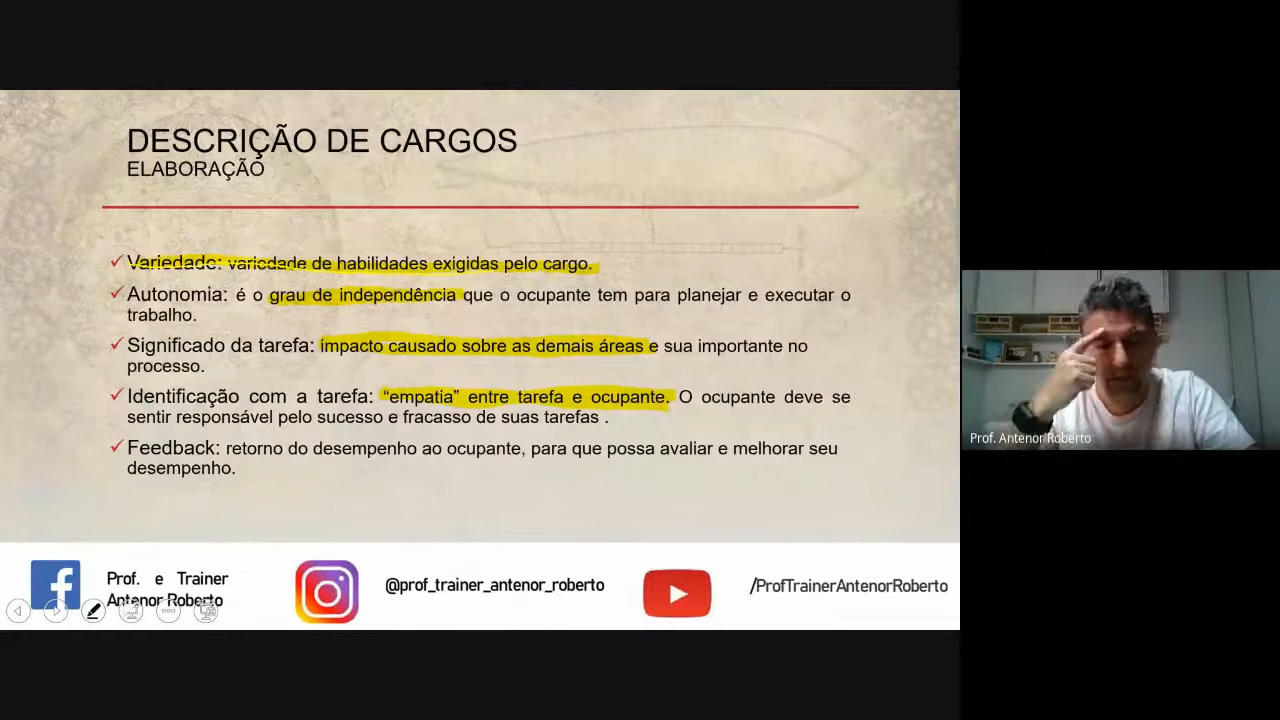 DESCRIÇÃO DE CARGOS
ELABORAÇÃO
Variedade: variedade de habilidades exigidas pelo cargo.
Autonomia: é o grau de independência que o ocupante tem para planejar e executar o
trabalho.
Significado da tarefa: impacto causado sobre as demais áreas e sua importante no
processo.
Identificação com a tarefa: “empatia” entre tarefa e ocupante. O ocupante deve se
sentir responsável pelo sucesso e fracasso de suas tarefas .
Feedback: retorno do desempenho ao ocupante, para que possa avaliar e melhorar seu
desempenho.
Prof. e Trainer
Antenor Roberto
@prof_trainer_antenor_roberto
/ProfTrainerAntenorRoberto
Prof. Antenor Roberto